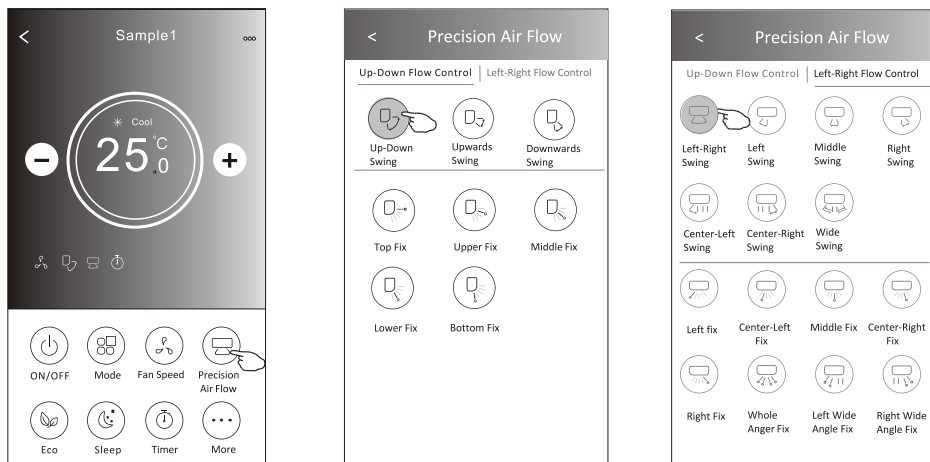 Sample1
Cool
25.0 °C
ON/OFF
Mode
Fan Speed
Precision
Air Flow
Eco
Sleep
Timer
More
Precision Air Flow
Up-Down Flow Control
Left-Right Flow Control
Up-Down
Swing
Upwards
Swing
Downwards
Swing
Top Fix
Upper Fix
Middle Fix
Lower Fix
Bottom Fix
Precision Air Flow
Up-Down Flow Control
Left-Right Flow Control
Left-Right
Swing
Left
Swing
Middle
Swing
Right
Swing
Center-Left
Swing
Center-Right
Swing
Wide
Swing
Left fix
Center-Left
Fix
Middle Fix
Center-Right
Fix
Right Fix
Whole
Anger Fix
Left Wide
Angle Fix
Right Wide
Angle Fix